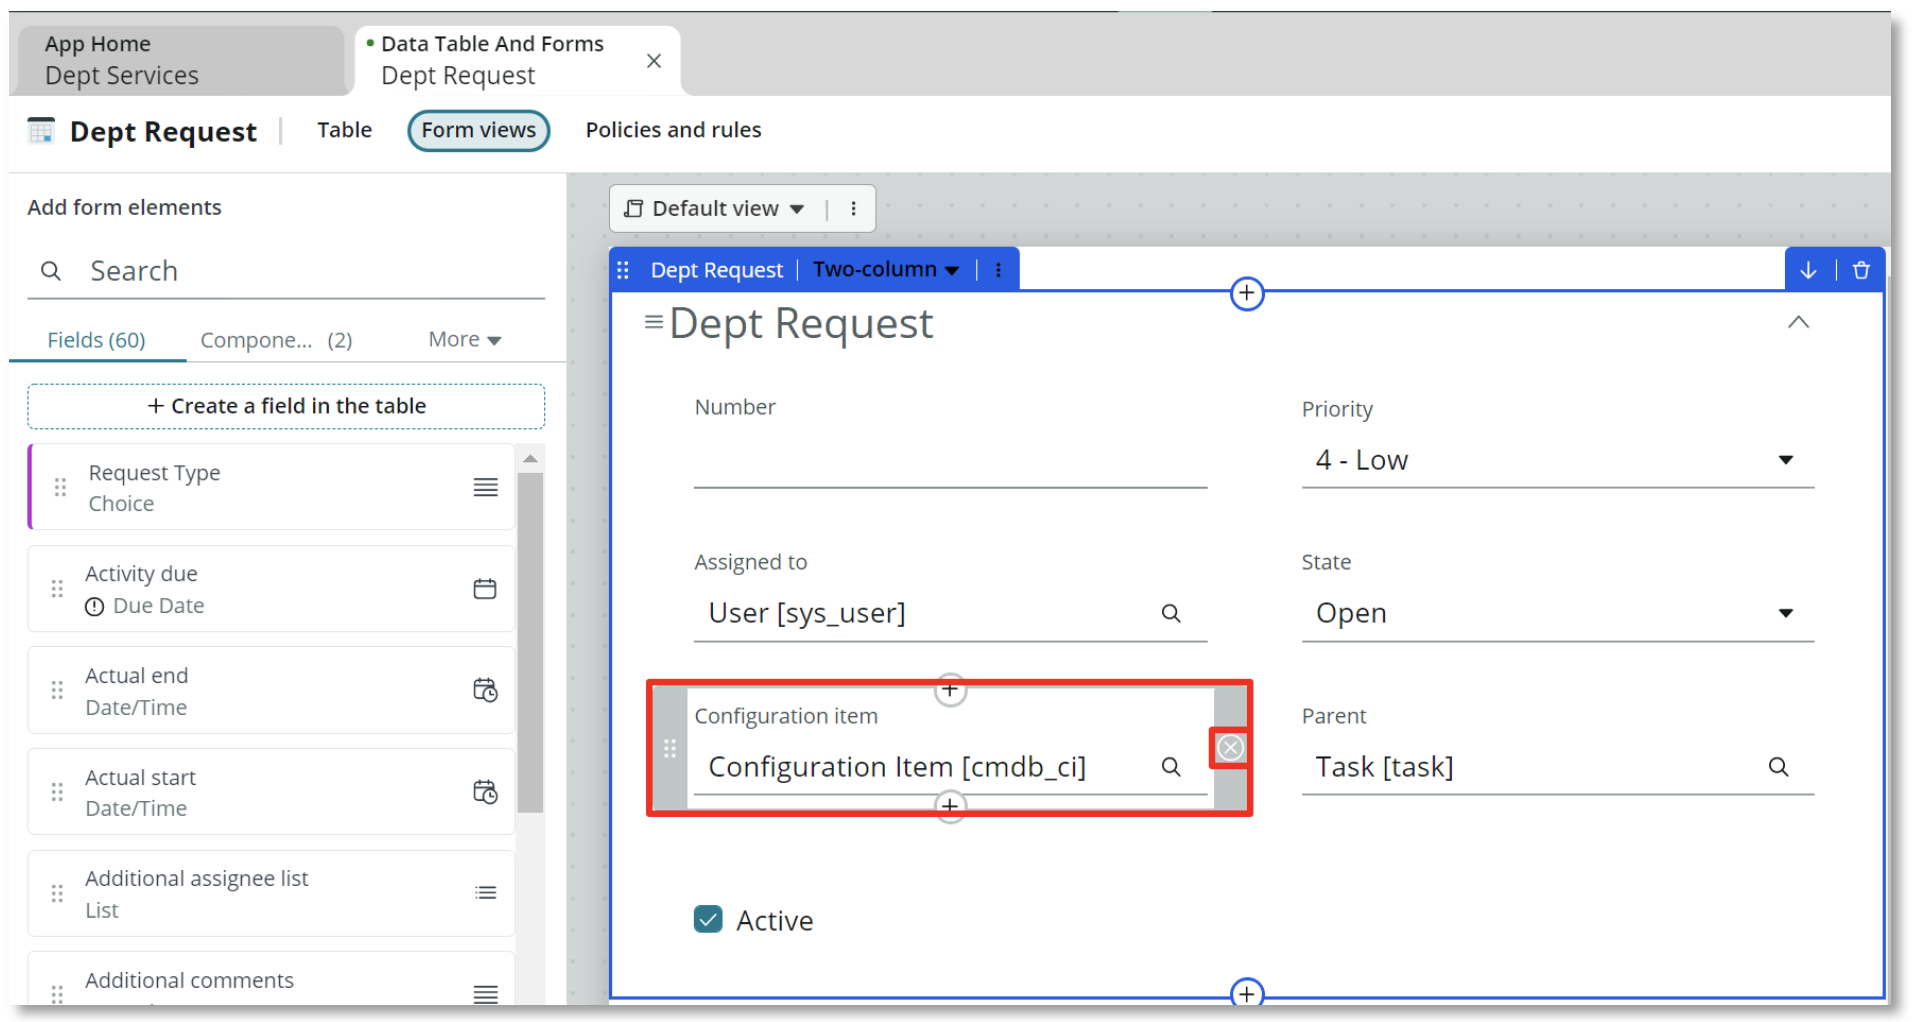 App Home
Dept Services
Data Table And Forms
Dept Request
Dept Request
Table
Form views
Policies and rules
Add form elements
Search
Fields (60)
Compone... (2)
More
+ Create a field in the table
Request Type
Choice
Activity due
Due Date
Actual end
Date/Time
Actual start
Date/Time
Additional assignee list
List
Additional comments
Default view
Dept Request
Two-column
Dept Request
Number
Priority
4 - Low
Assigned to
User [sys_user]
State
Open
Configuration item
Configuration Item [cmdb_ci]
Parent
Task [task]
Active